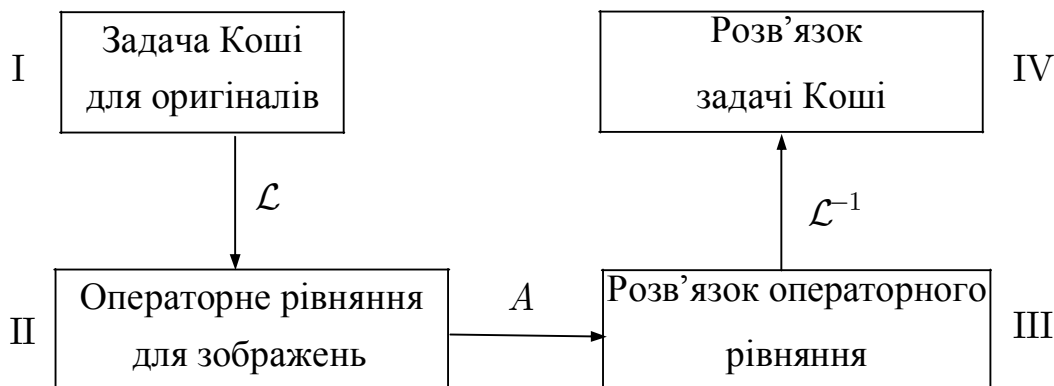 I
Задача Коші
для оригіналів
Розв’язок
задачі Коші
IV
ℒ
ℒ⁻¹
II
Операторне рівняння
для зображень
A
Розв’язок операторного
рівняння
III